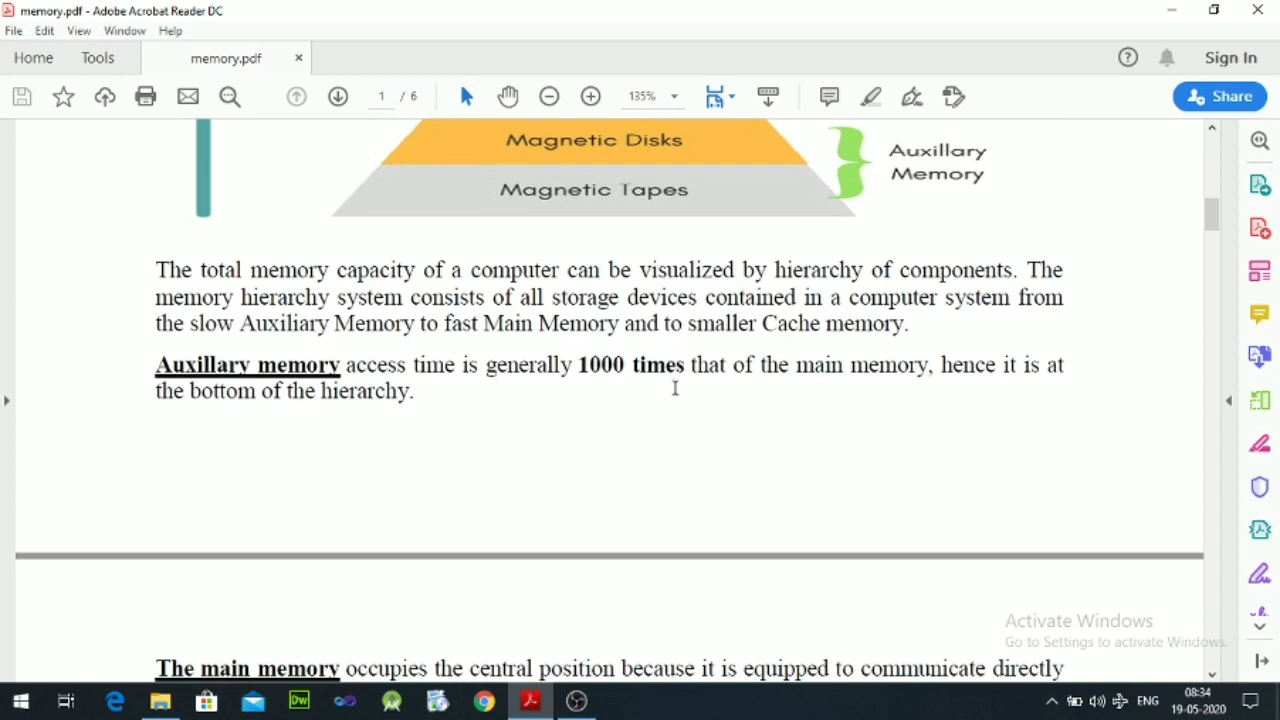 memory.pdf - Adobe Acrobat Reader DC
File Edit View Window Help
Home Tools memory.pdf × Sign In
1 / 6 135% Share
Magnetic Disks
Magnetic Tapes
Auxillary
Memory
The total memory capacity of a computer can be visualized by hierarchy of components. The
memory hierarchy system consists of all storage devices contained in a computer system from
the slow Auxiliary Memory to fast Main Memory and to smaller Cache memory.
Auxillary memory access time is generally 1000 times that of the main memory, hence it is at
the bottom of the hierarchy.
Activate Windows
Go to Settings to activate Windows.
The main memory occupies the central position because it is equipped to communicate directly
Dw
ENG
08:34
19-05-2020